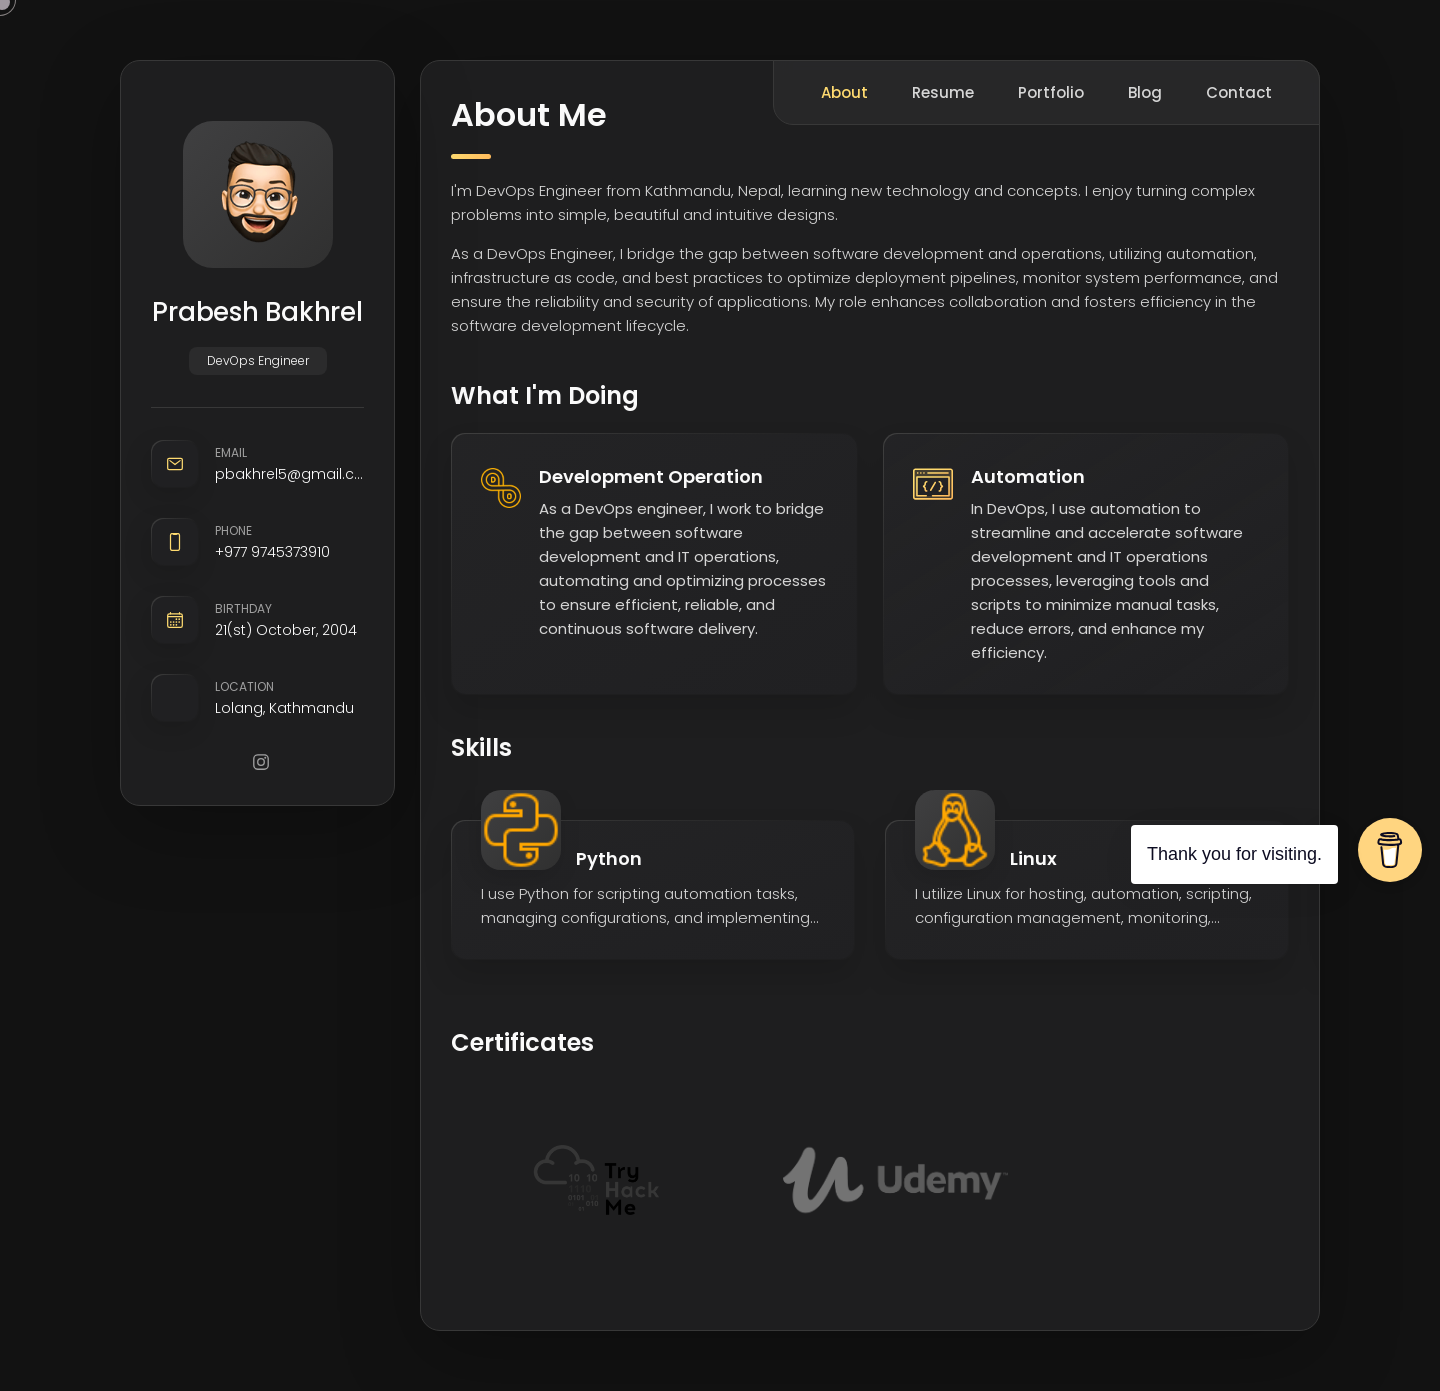 Prabesh Bakhrel
DevOps Engineer
EMAIL
pbakhrel5@gmail.c...
PHONE
+977 9745373910
BIRTHDAY
21(st) October, 2004
LOCATION
Lolang, Kathmandu
About
Resume
Portfolio
Blog
Contact
About Me
I'm DevOps Engineer from Kathmandu, Nepal, learning new technology and concepts. I enjoy turning complex
problems into simple, beautiful and intuitive designs.
As a DevOps Engineer, I bridge the gap between software development and operations, utilizing automation,
infrastructure as code, and best practices to optimize deployment pipelines, monitor system performance, and
ensure the reliability and security of applications. My role enhances collaboration and fosters efficiency in the
software development lifecycle.
What I'm Doing
Development Operation
As a DevOps engineer, I work to bridge
the gap between software
development and IT operations,
automating and optimizing processes
to ensure efficient, reliable, and
continuous software delivery.
Automation
In DevOps, I use automation to
streamline and accelerate software
development and IT operations
processes, leveraging tools and
scripts to minimize manual tasks,
reduce errors, and enhance my
efficiency.
Skills
Python
I use Python for scripting automation tasks,
managing configurations, and implementing...
Linux
I utilize Linux for hosting, automation, scripting,
configuration management, monitoring,...
Thank you for visiting.
Certificates
Try
Hack
Me
Udemy